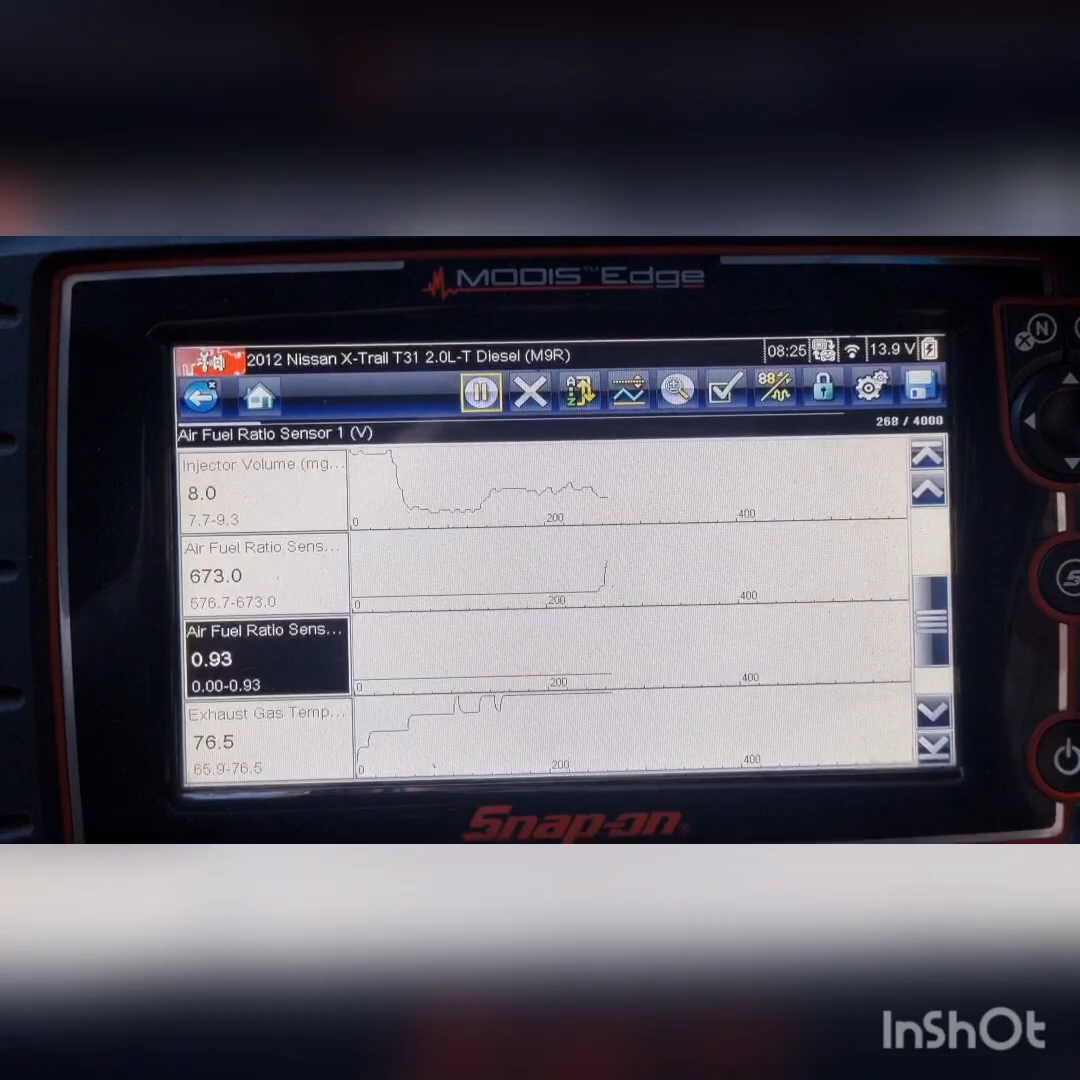 MODIS™ Edge
2012 Nissan X-Trail T31 2.0L-T Diesel (M9R)
08:25
13.9 V
N
268 / 4000
Air Fuel Ratio Sensor 1 (V)
Injector Volume (mg...
8.0
7.7-9.3
0 200 400
Air Fuel Ratio Sens...
673.0
576.7-673.0
0 200 400
Air Fuel Ratio Sens...
0.93
0.00-0.93
0 200 400
Exhaust Gas Temp...
76.5
65.9-76.5
0 200 400
Snap-on
InShOt